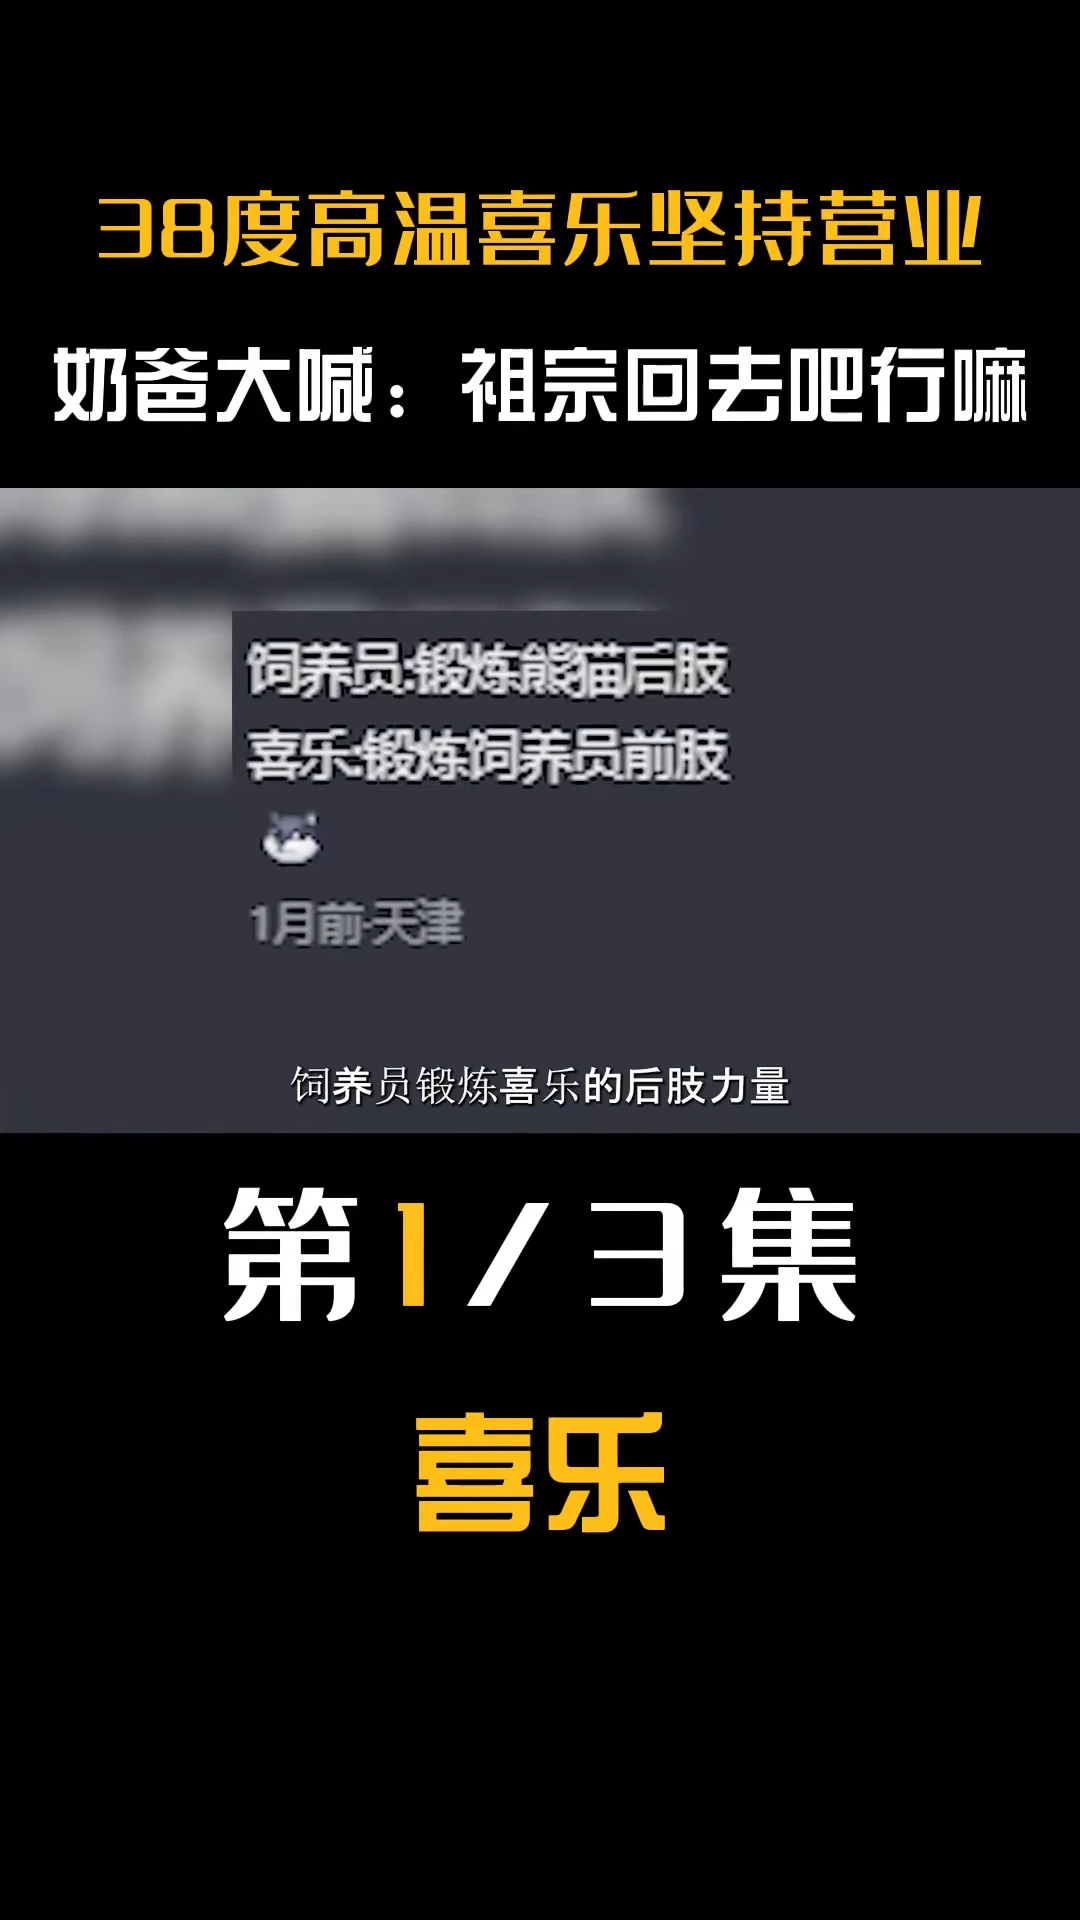 38度高温喜乐坚持营业
奶爸大喊：祖宗回去吧行嘛
饲养员:锻炼熊猫后肢
喜乐:锻炼饲养员前肢
1月前·天津
饲养员锻炼喜乐的后肢力量
第1/3集
喜乐